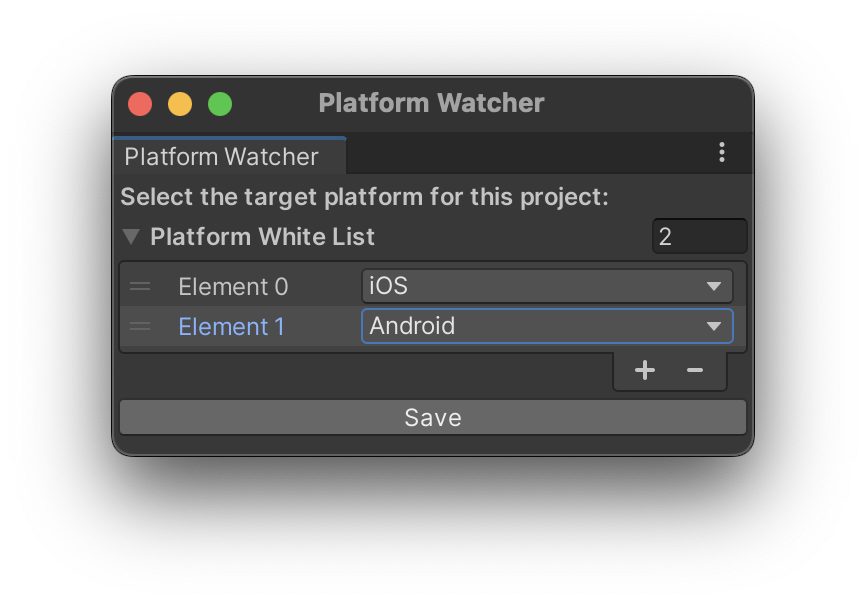 Platform Watcher
Platform Watcher
Select the target platform for this project:
Platform White List 2
Element 0 iOS
Element 1 Android
Save